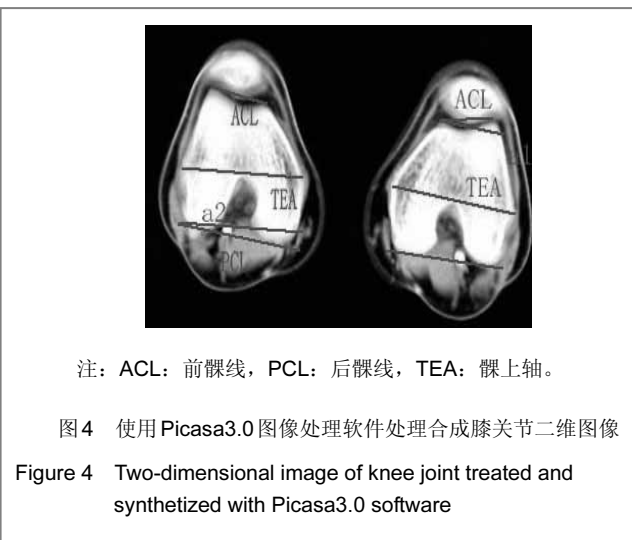 ACL
TEA
a2
PCL
ACL
TEA
注：ACL：前髁线，PCL：后髁线，TEA：髁上轴。
图4 使用Picasa3.0图像处理软件处理合成膝关节二维图像
Figure 4 Two-dimensional image of knee joint treated and
synthetized with Picasa3.0 software